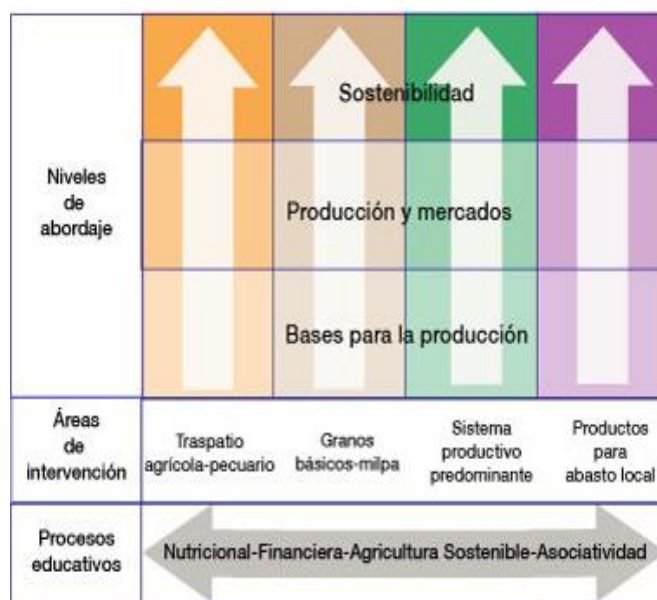 Niveles
de
abordaje
Sostenibilidad
Producción y mercados
Bases para la producción
Áreas
de
intervención
Traspatio
agrícola-pecuario
Granos
básicos-milpa
Sistema
productivo
predominante
Productos
para
abasto local
Procesos
educativos
Nutricional-Financiera-Agricultura Sostenible-Asociatividad